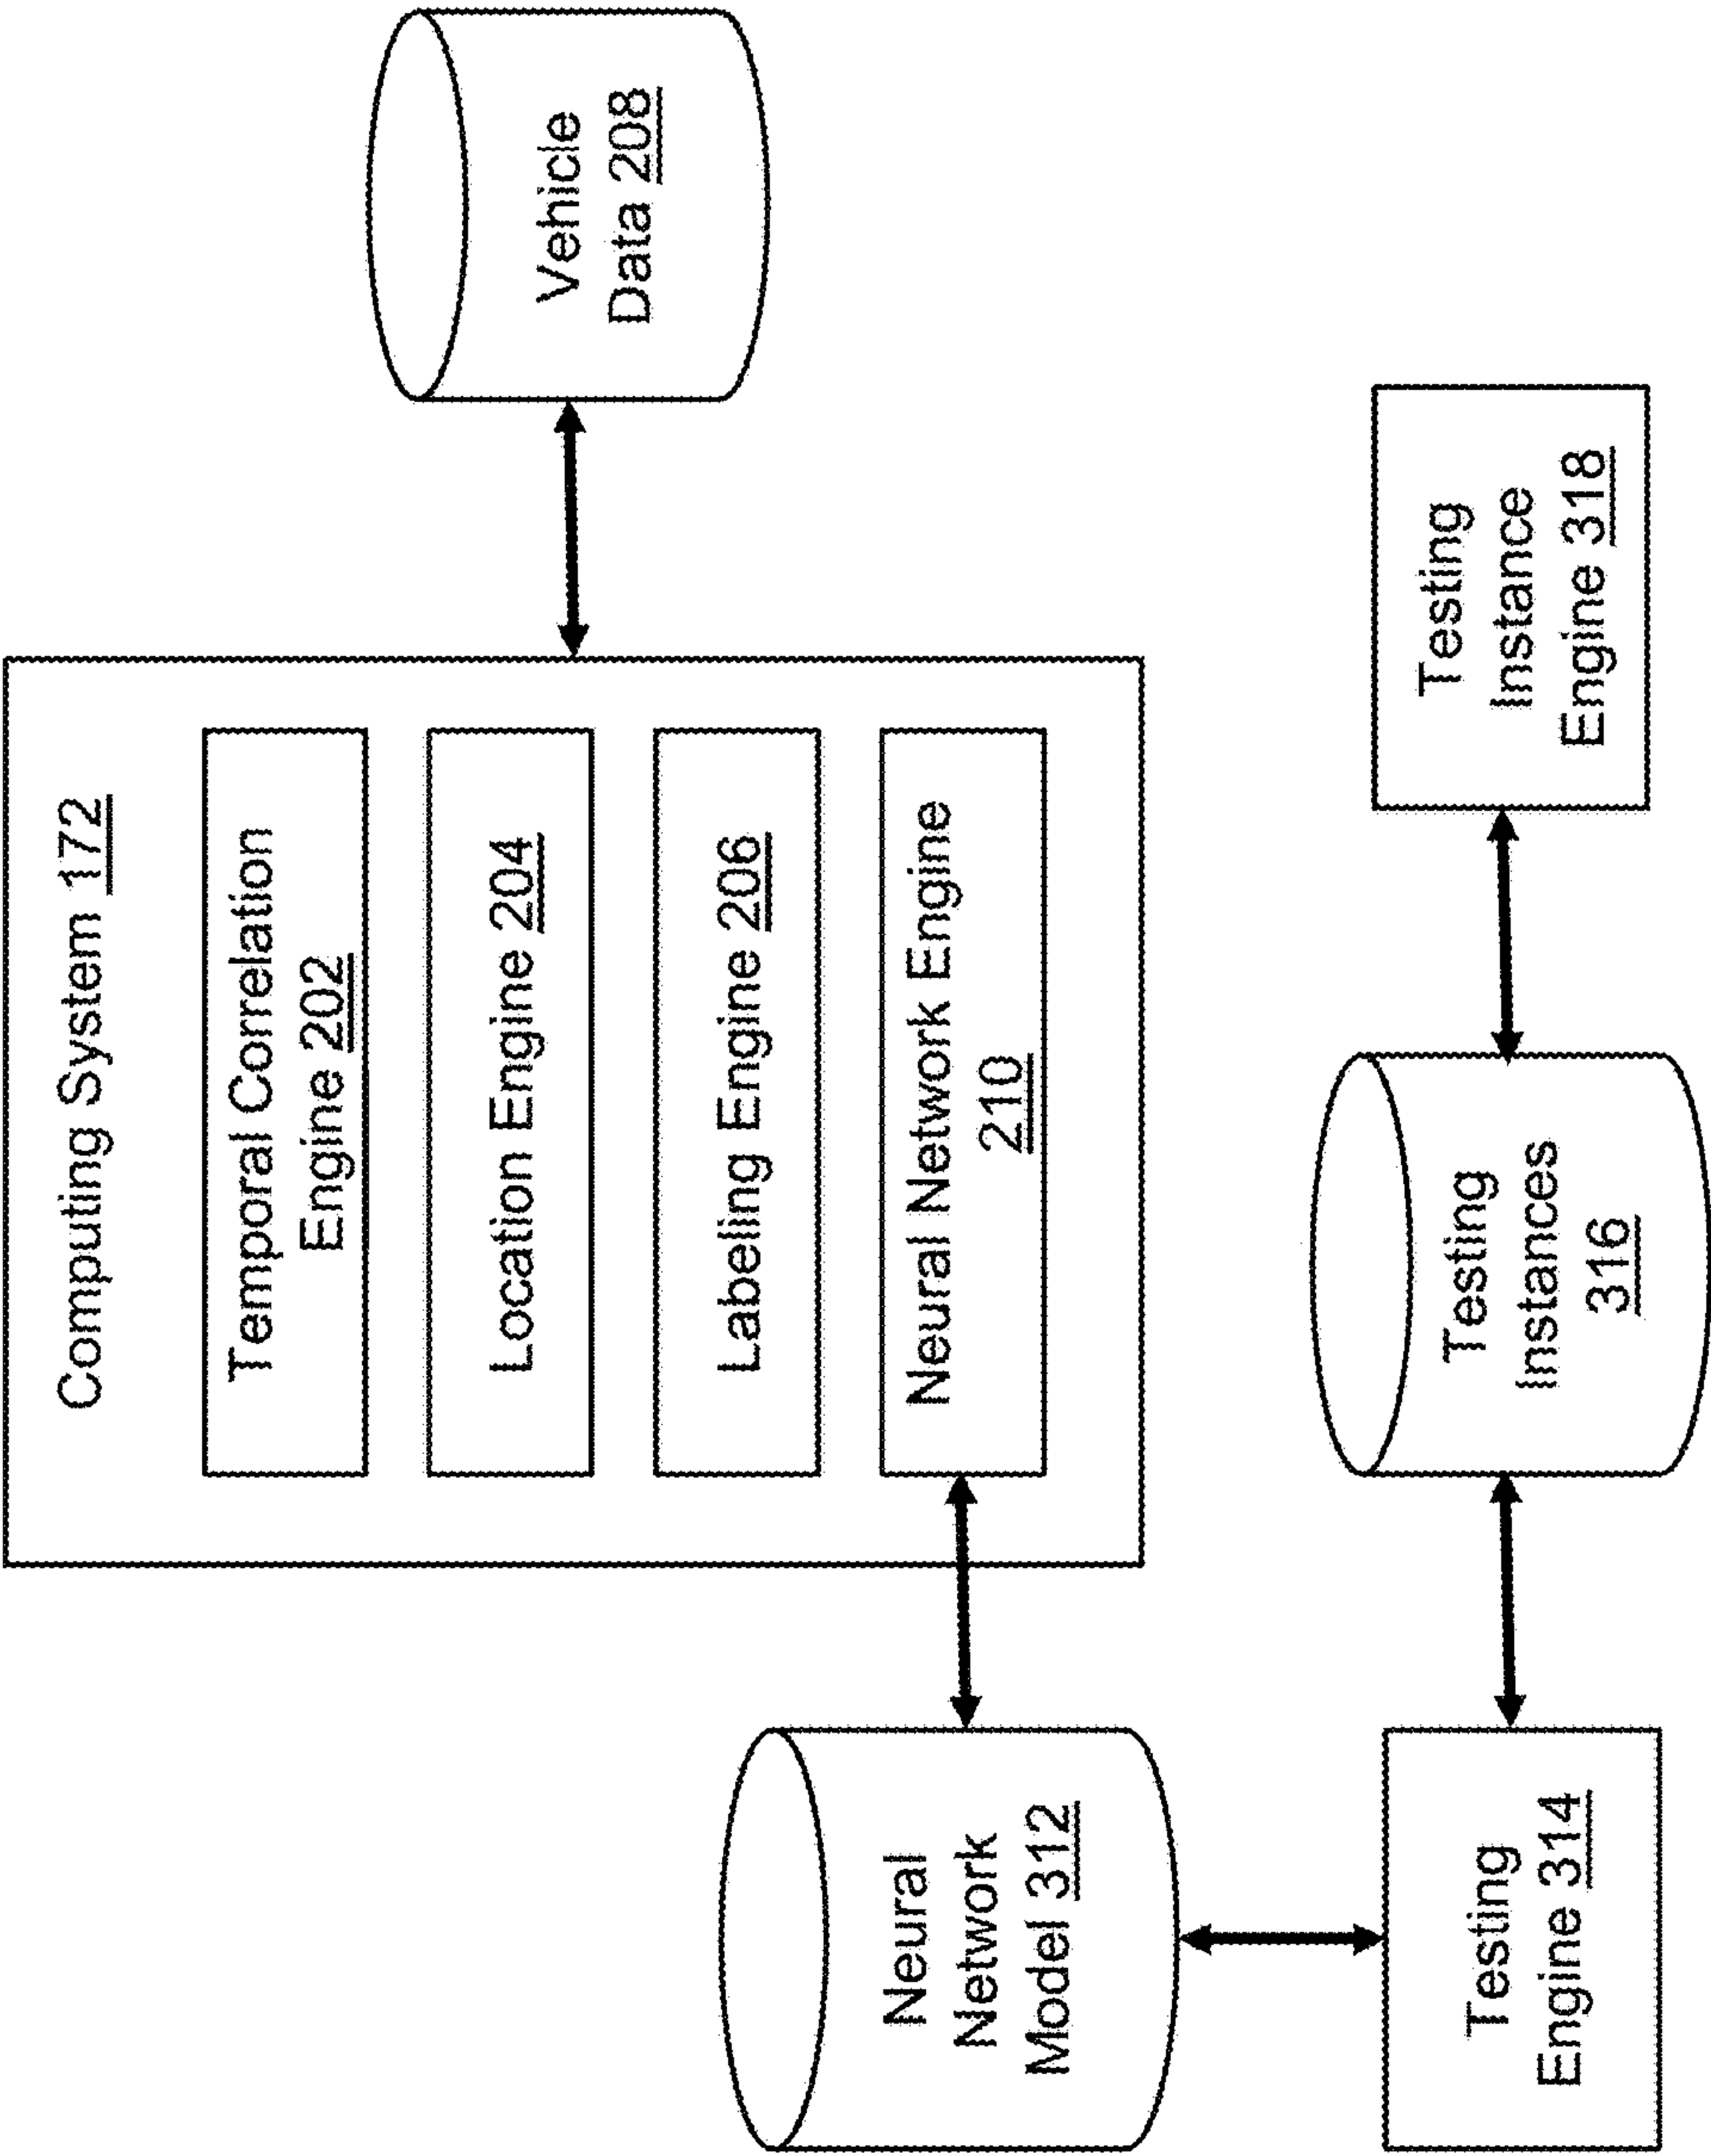 Computing System 172
Temporal Correlation
Engine 202
Location Engine 204
Labeling Engine 206
Neural Network Engine
210
Vehicle
Data 208
Neural
Network
Model 312
Testing
Engine 314
Testing
Instances
316
Testing
Instance
Engine 318